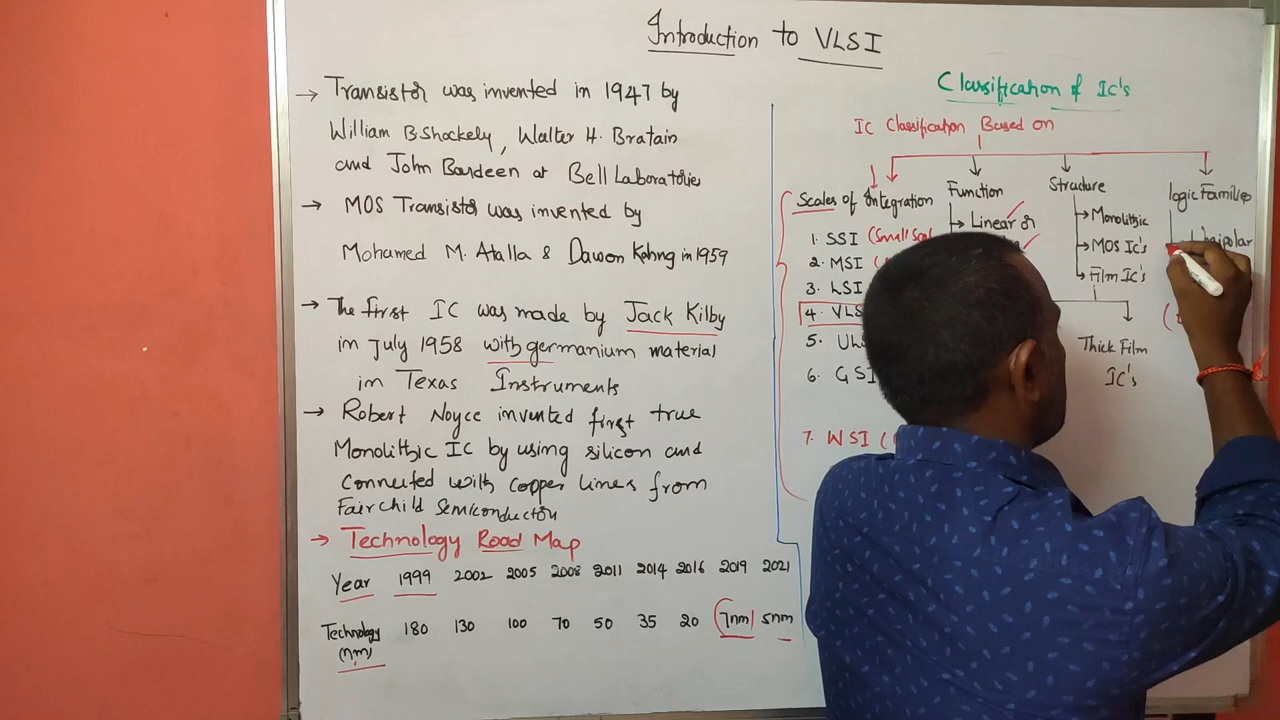 Introduction to VLSI
→ Transistor was invented in 1947 by
William B Shockely, Walter H. Bratain
and John Bardeen at Bell Laboratories
→ MOS Transistor was invented by
Mohamed M. Atalla & Dawon Kahng in 1959
→ The first IC was made by Jack Kilby
in July 1958 with germanium material
in Texas Instruments
→ Robert Noyce invented first true
Monolithic IC by using silicon and
connected with copper lines from
Fairchild Semiconductor
→ Technology Road Map
Year 1999 2002 2005 2008 2011 2014 2016 2019 2021
Technology (nm) 180 130 100 70 50 35 20 7nm 5nm
Classification of Ic's
IC Classification Based on
Scales of Integration
1. SSI (Small Scal
2. MSI (
3. LSI
4. VLS
5. UL
6. GSI
7. WSI (
Function
→ Linear or
Structure
→ Monolithic
→ MOS Ic's
→ Film Ic's
Thick Film
IC's
logic Families
Unipolar